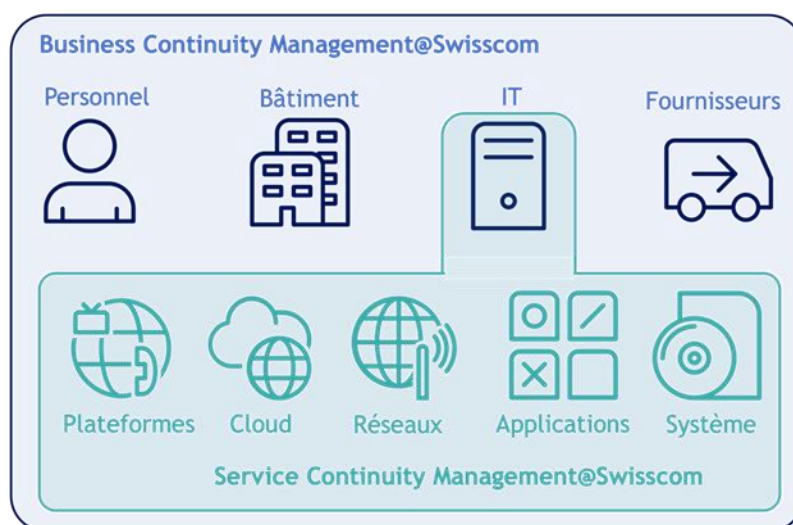 Business Continuity Management@Swisscom
Personnel
Bâtiment
IT
Fournisseurs
Plateformes
Cloud
Réseaux
Applications
Système
Service Continuity Management@Swisscom